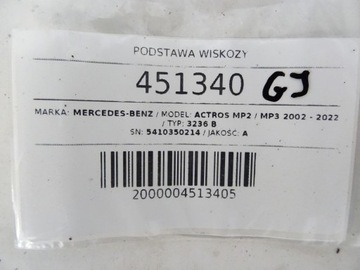 PODSTAWA WISKOZY
451340 GJ
MARKA: MERCEDES-BENZ / MODEL: ACTROS MP2 / MP3 2002 - 2022
/ TYP: 3236 B
SN: 5410350214 / JAKOŚĆ: A
2000004513405